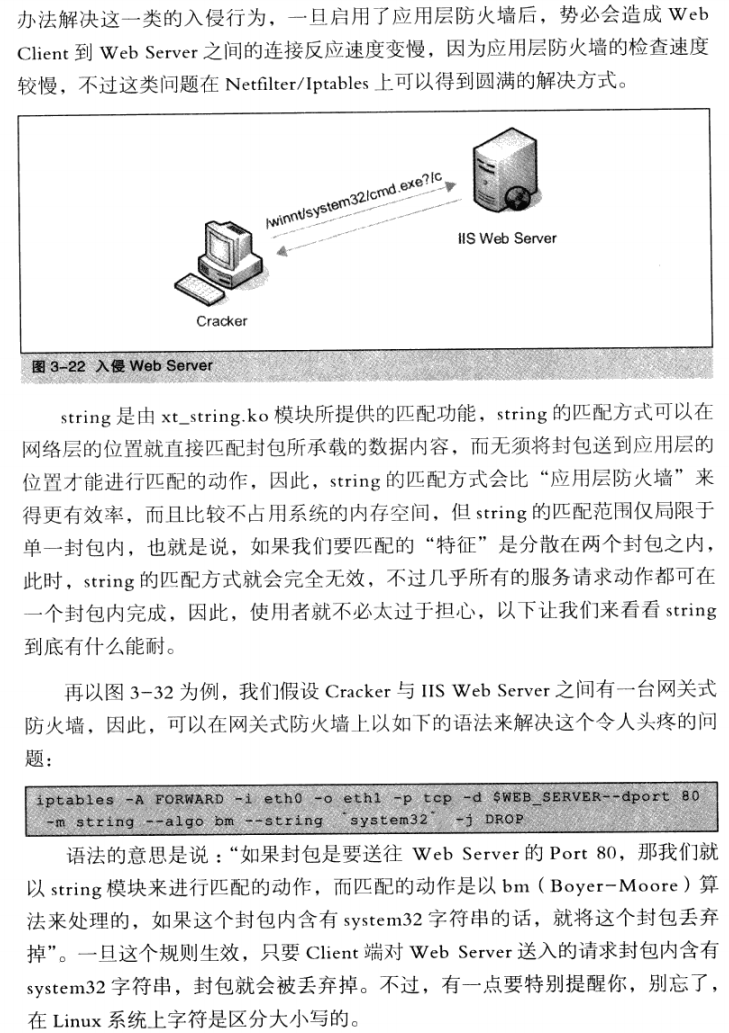 办法解决这一类的入侵行为，一旦启用了应用层防火墙后，势必会造成 Web
Client 到 Web Server 之间的连接反应速度变慢，因为应用层防火墙的检查速度
较慢，不过这类问题在 Netfilter/Iptables 上可以得到圆满的解决方式。
/winnt/system32/cmd.exe?/c
IIS Web Server
Cracker
图 3-22 入侵 Web Server
string 是由 xt_string.ko 模块所提供的匹配功能，string 的匹配方式可以在
网络层的位置就直接匹配封包所承载的数据内容，而无须将封包送到应用层的
位置才能进行匹配的动作，因此，string 的匹配方式会比“应用层防火墙”来
得更有效率，而且比较不占用系统的内存空间，但 string 的匹配范围仅局限于
单一封包内，也就是说，如果我们要匹配的“特征”是分散在两个封包之内，
此时，string 的匹配方式就会完全无效，不过几乎所有的服务请求动作都可在
一个封包内完成，因此，使用者就不必太过于担心，以下让我们来看看 string
到底有什么能耐。
再以图 3-32 为例，我们假设 Cracker 与 IIS Web Server 之间有一台网关式
防火墙，因此，可以在网关式防火墙上以如下的语法来解决这个令人头疼的问
题：
iptables -A FORWARD -i eth0 -o eth1 -p tcp -d $WEB_SERVER--dport 80
-m string --algo bm --string "system32" -j DROP
语法的意思是说：“如果封包是要送往 Web Server 的 Port 80，那我们就
以 string 模块来进行匹配的动作，而匹配的动作是以 bm（Boyer-Moore）算
法来处理的，如果这个封包内含有 system32 字符串的话，就将这个封包丢弃
掉”。一旦这个规则生效，只要 Client 端对 Web Server 送入的请求封包内含有
system32 字符串，封包就会被丢弃掉。不过，有一点要特别提醒你，别忘了，
在 Linux 系统上字符是区分大小写的。